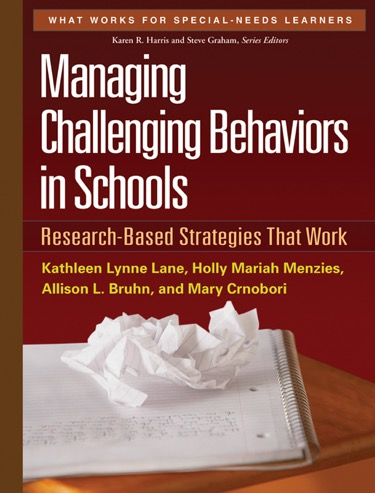 WHAT WORKS FOR SPECIAL-NEEDS LEARNERS
Karen R. Harris and Steve Graham, Series Editors
Managing
Challenging Behaviors
in Schools
Research-Based Strategies That Work
Kathleen Lynne Lane, Holly Mariah Menzies,
Allison L. Bruhn, and Mary Crnobori